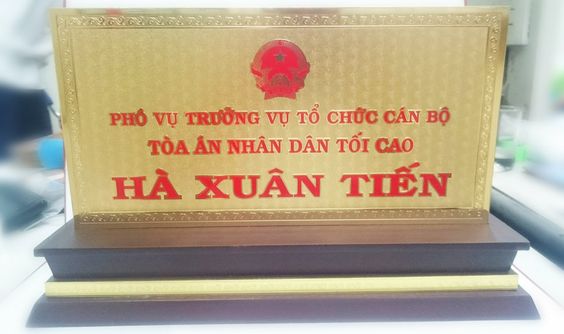 PHÓ VỤ TRƯỞNG VỤ TỔ CHỨC CÁN BỘ
TÒA ÁN NHÂN DÂN TỐI CAO
HÀ XUÂN TIẾN